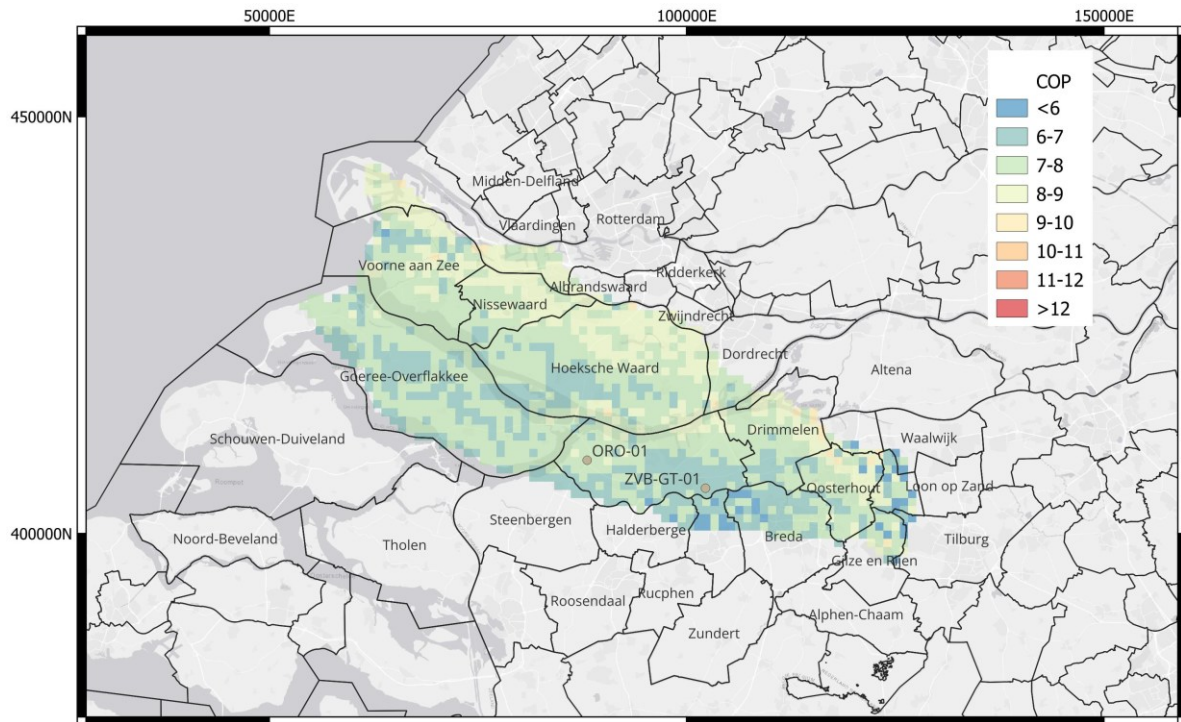 50000E 100000E 150000E
450000N
COP
<6
6-7
7-8
8-9
9-10
10-11
11-12
>12
Midden-Delfland
Vlaardingen
Rotterdam
Voorne aan Zee
Ridderkerk
Albrandswaard
Nissewaard
Zwijndrecht
Dordrecht
Hoeksche Waard
Altena
Goeree-Overflakkee
Drimmelen
Waalwijk
Schouwen-Duiveland
ORO-01
ZVB-GT-01
Oosterhout
Loon op Zand
Steenbergen
Halderberge
Breda
400000N
Noord-Beveland
Tholen
Tilburg
Gilze en Rijen
Roosendaal
Rucphen
Alphen-Chaam
Zundert